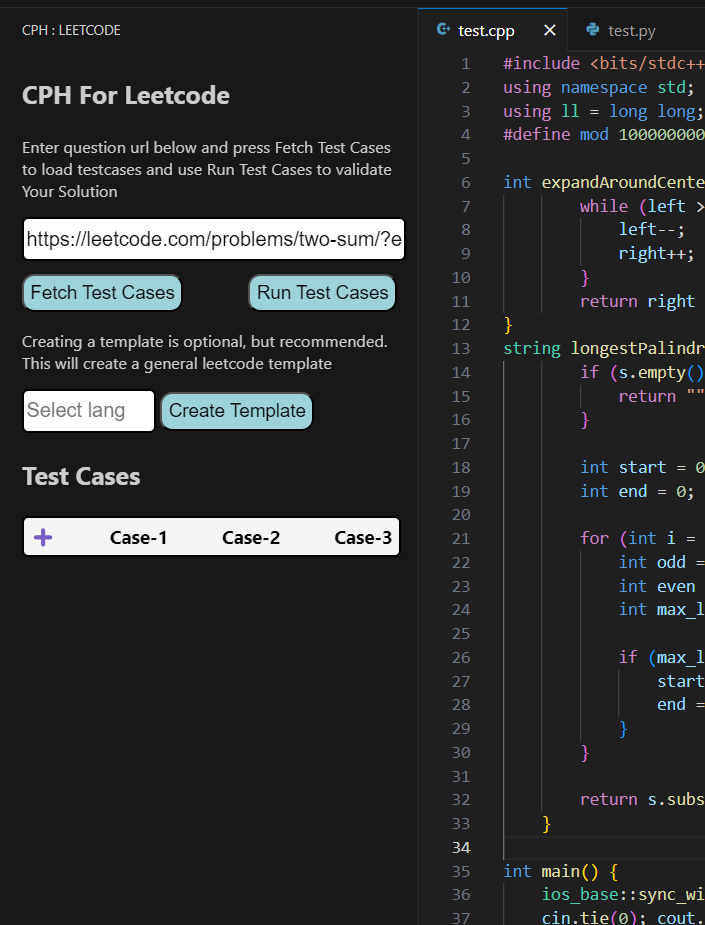 CPH : LEETCODE
CPH For Leetcode
Enter question url below and press Fetch Test Cases
to load testcases and use Run Test Cases to validate
Your Solution
https://leetcode.com/problems/two-sum/?e
Fetch Test Cases
Run Test Cases
Creating a template is optional, but recommended.
This will create a general leetcode template
Select lang
Create Template
Test Cases
+ Case-1 Case-2 Case-3
test.cpp × test.py
1 #include <bits/stdc++
2 using namespace std;
3 using ll = long long;
4 #define mod 100000000
5
6 int expandAroundCente
7 while (left >
8 left--;
9 right++;
10 }
11 return right
12 }
13 string longestPalindr
14 if (s.empty()
15 return ""
16 }
17
18 int start = 0
19 int end = 0;
20
21 for (int i =
22 int odd =
23 int even
24 int max_l
25
26 if (max_l
27 start
28 end =
29 }
30 }
31
32 return s.subs
33 }
34
35 int main() {
36 ios_base::sync_wi
37 cin.tie(0); cout.